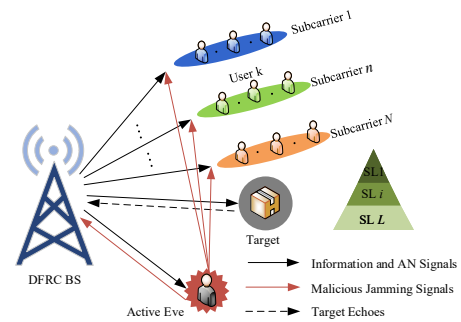 Subcarrier 1
User k
Subcarrier n
Subcarrier N
SL1
SL i
SL L
Target
DFRC BS
Active Eve
Information and AN Signals
Malicious Jamming Signals
Target Echoes